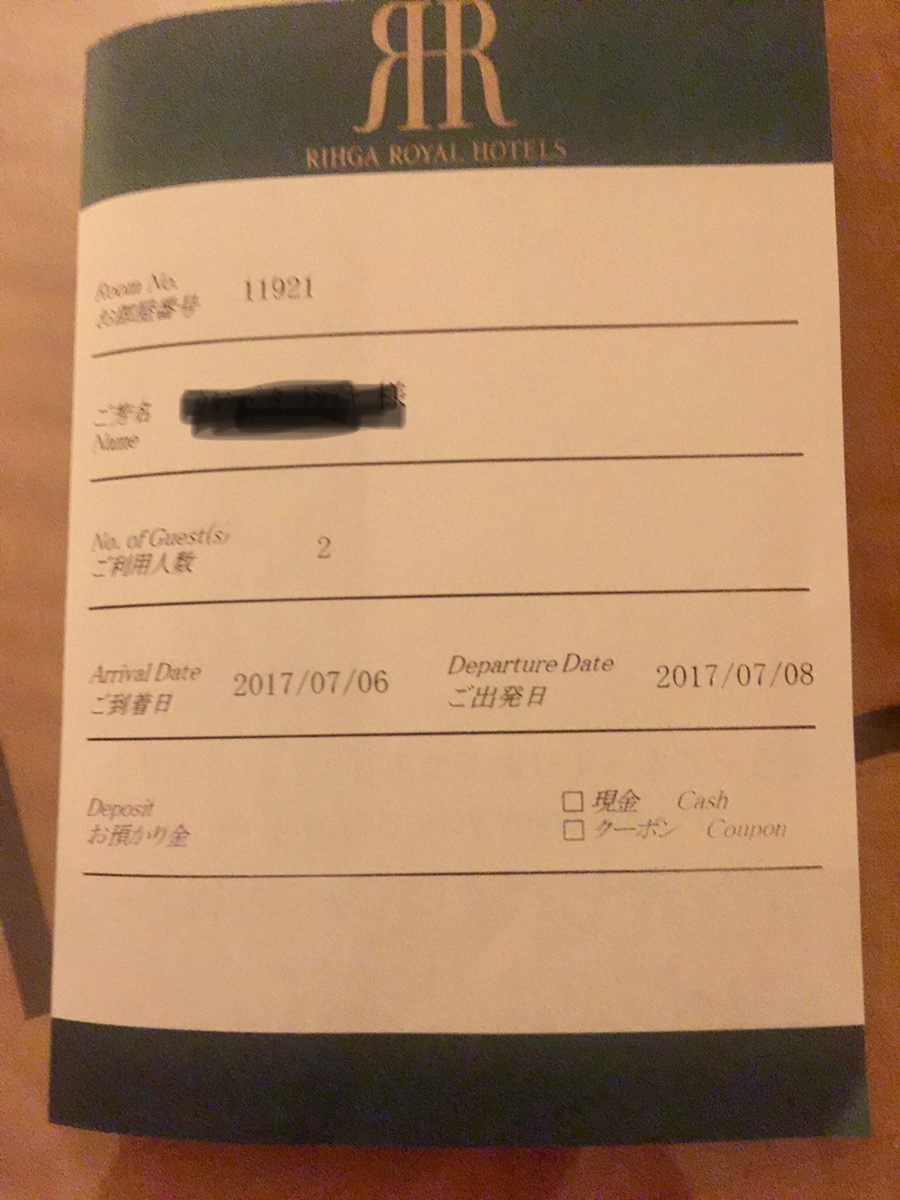 RR
RIHGA ROYAL HOTELS
Room No. 11921
お部屋番号
ご芳名 様
Name
No. of Guest(s) 2
ご利用人数
Arrival Date 2017/07/06 Departure Date 2017/07/08
ご到着日 ご出発日
Deposit □ 現金 Cash
お預かり金 □ クーポン Coupon